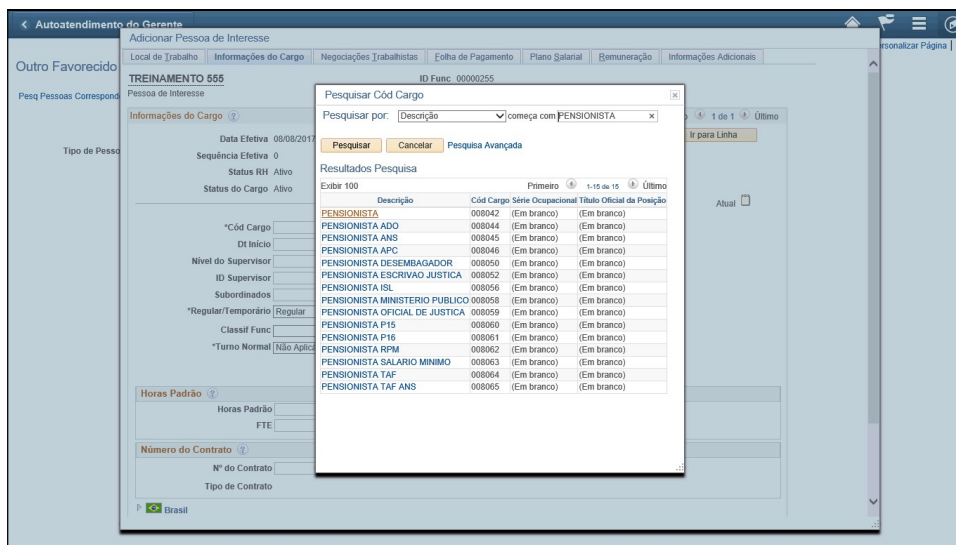 Autoatendimento do Gerente
Adicionar Pessoa de Interesse
Personalizar Página |
Local de Trabalho Informações do Cargo Negociações Trabalhistas Folha de Pagamento Plano Salarial Remuneração Informações Adicionais
Outro Favorecido
TREINAMENTO 555 ID Func 00000255
Pesq Pessoas Correspond
Pessoa de Interesse
Pesquisar Cód Cargo
Informações do Cargo 1 de 1 Último
Pesquisar por: Descrição começa com PENSIONISTA
Ir para Linha
Data Efetiva 08/08/2017
Pesquisar Cancelar Pesquisa Avançada
Tipo de Pesso
Sequência Efetiva 0
Status RH Ativo
Resultados Pesquisa
Status do Cargo Ativo
Exibir 100 Primeiro 1-15 de 15 Último
Descrição Cód Cargo Série Ocupacional Título Oficial da Posição
Atual
PENSIONISTA 008042 (Em branco) (Em branco)
PENSIONISTA ADO 008044 (Em branco) (Em branco)
PENSIONISTA ANS 008045 (Em branco) (Em branco)
PENSIONISTA APC 008046 (Em branco) (Em branco)
PENSIONISTA DESEMBAGADOR 008050 (Em branco) (Em branco)
PENSIONISTA ESCRIVAO JUSTICA 008052 (Em branco) (Em branco)
PENSIONISTA ISL 008056 (Em branco) (Em branco)
PENSIONISTA MINISTERIO PUBLICO 008058 (Em branco) (Em branco)
PENSIONISTA OFICIAL DE JUSTICA 008059 (Em branco) (Em branco)
PENSIONISTA P15 008060 (Em branco) (Em branco)
PENSIONISTA P16 008061 (Em branco) (Em branco)
PENSIONISTA RPM 008062 (Em branco) (Em branco)
PENSIONISTA SALARIO MINIMO 008063 (Em branco) (Em branco)
PENSIONISTA TAF 008064 (Em branco) (Em branco)
PENSIONISTA TAF ANS 008065 (Em branco) (Em branco)
*Cód Cargo
Dt Início
Nível do Supervisor
ID Supervisor
Subordinados
*Regular/Temporário Regular
Classif Func
*Turno Normal Não Aplic
Horas Padrão
Horas Padrão
FTE
Número do Contrato
Nº do Contrato
Tipo de Contrato
Brasil